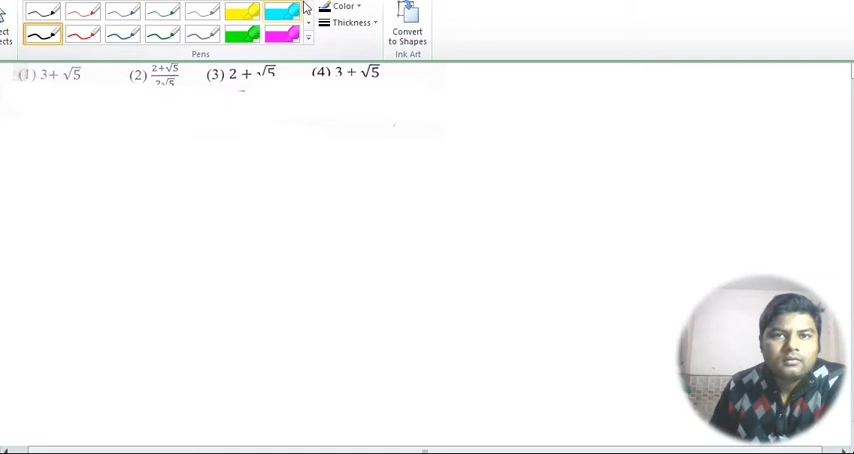 Color
Thickness
Convert
to Shapes
Pens
Ink Art
(1) 3+ √5 (2) 2+√5/2√5 (3) 2 + √5 (4) 3 + √5